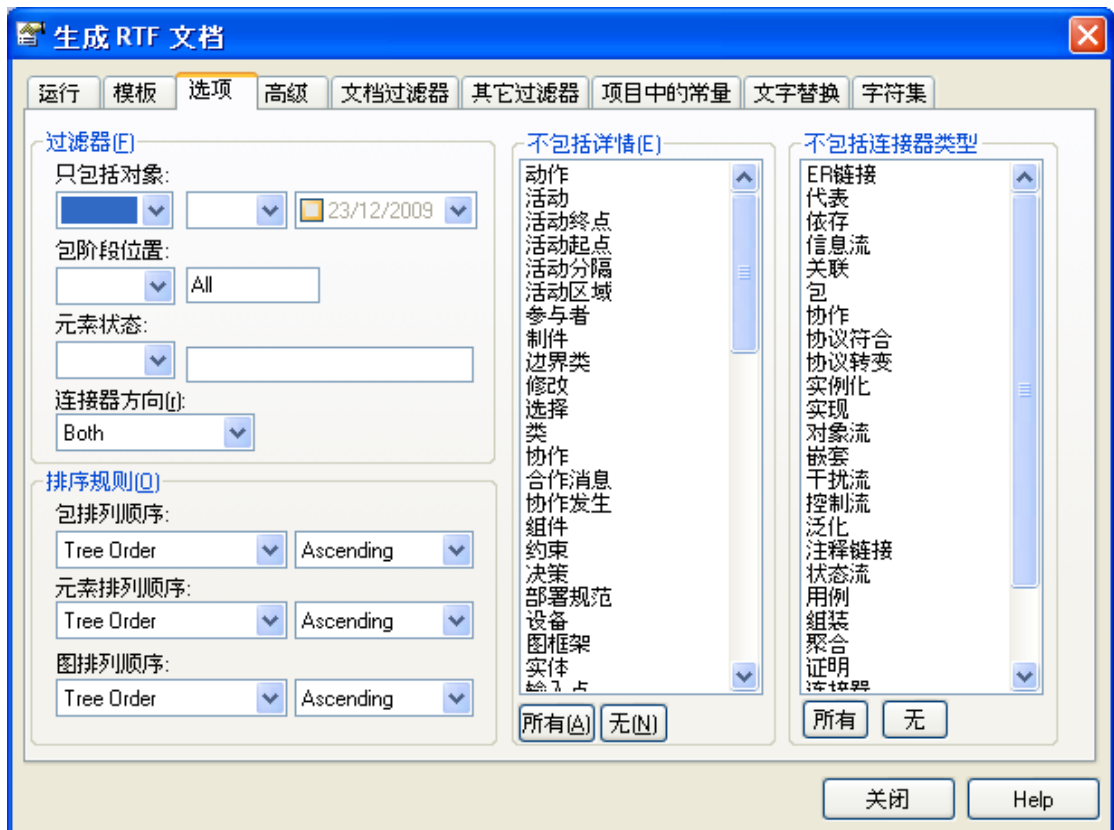 生成 RTF 文档
运行 模板 选项 高级 文档过滤器 其它过滤器 项目中的常量 文字替换 字符集
过滤器(F)
只包括对象:
23/12/2009
包阶段位置:
All
元素状态:
连接器方向(r):
Both
排序规则(O)
包排列顺序:
Tree Order Ascending
元素排列顺序:
Tree Order Ascending
图排列顺序:
Tree Order Ascending
不包括详情(E)
动作
活动
活动终点
活动起点
活动分隔
活动区域
参与者
制件
边界类
修改
选择
类
协作
合作消息
协作发生
组件
约束
决策
部署规范
设备
图框架
实体
输入点
所有(A) 无(N)
不包括连接器类型
ER链接
代表
依存
信息流
关联
包
协作
协议符合
协议转变
实例化
实现
对象流
嵌套
干扰流
控制流
泛化
注释链接
状态流
用例
组装
聚合
证明
连接器
所有 无
关闭 Help